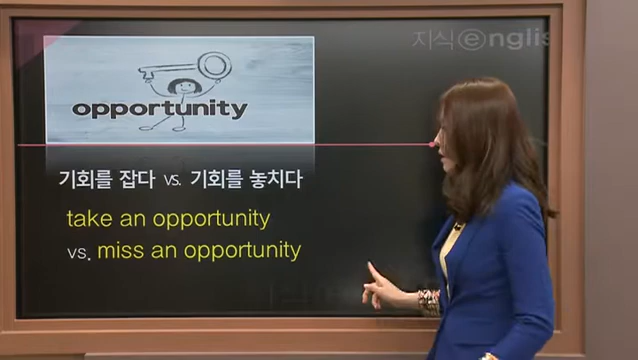 지식ⓔnglis
opportunity
기회를 잡다 vs. 기회를 놓치다
take an opportunity
vs. miss an opportunity